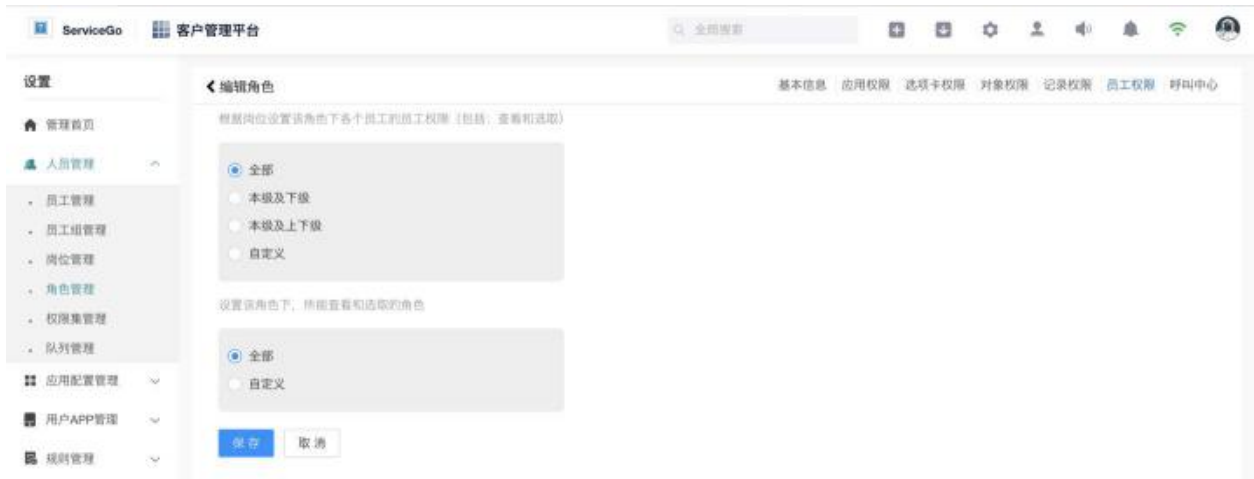 ServiceGo 客户管理平台 全局搜索
设置
编辑角色 基本信息 应用权限 选项卡权限 对象权限 记录权限 员工权限 呼叫中心
管理首页
根据岗位设置该角色下各个员工的员工权限（包括：查看和选取）
人员管理
全部
员工管理
本级及下级
员工组管理
本级及上下级
岗位管理
自定义
角色管理
设置该角色下，所能查看和选取的角色
权限集管理
队列管理
全部
应用配置管理
自定义
用户APP管理
保存 取消
规则管理